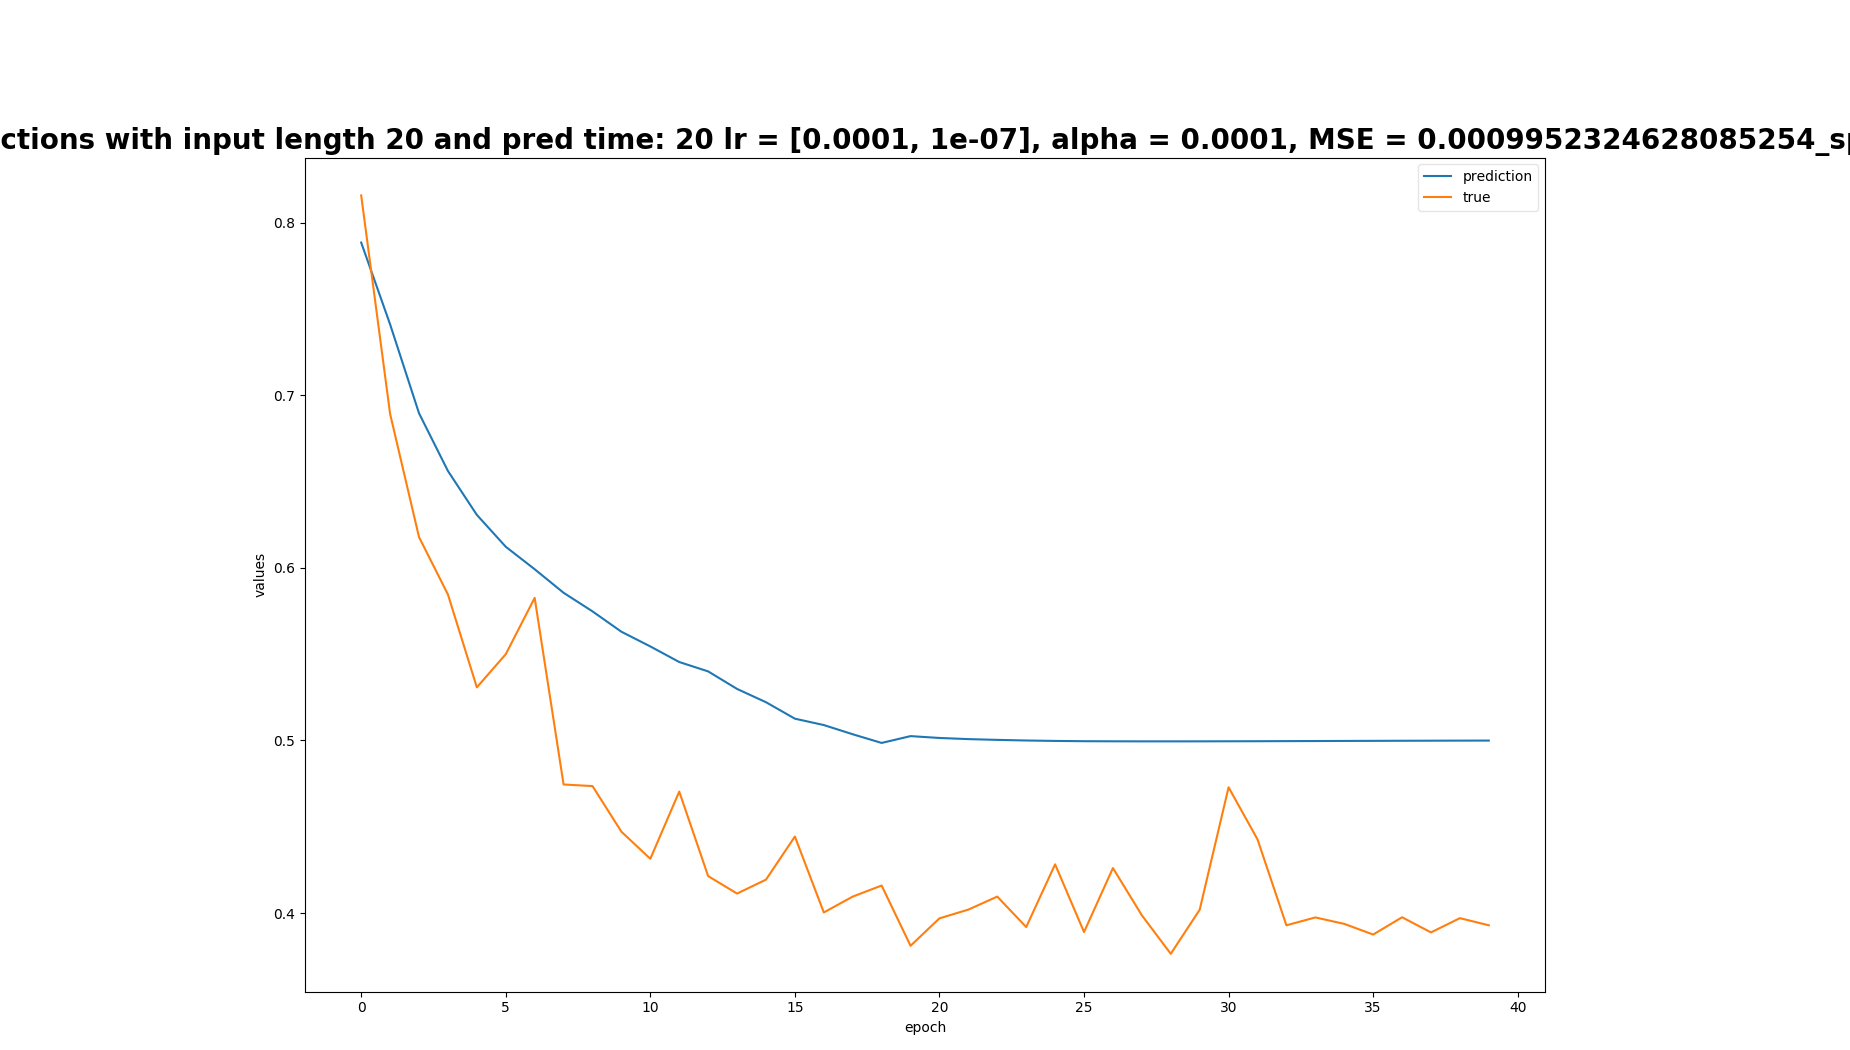 ctions with input length 20 and pred time: 20 lr = [0.0001, 1e-07], alpha = 0.0001, MSE = 0.0009952324628085254_sp
prediction
true
0.8
0.7
0.6
0.5
0.4
values
0 5 10 15 20 25 30 35 40
epoch